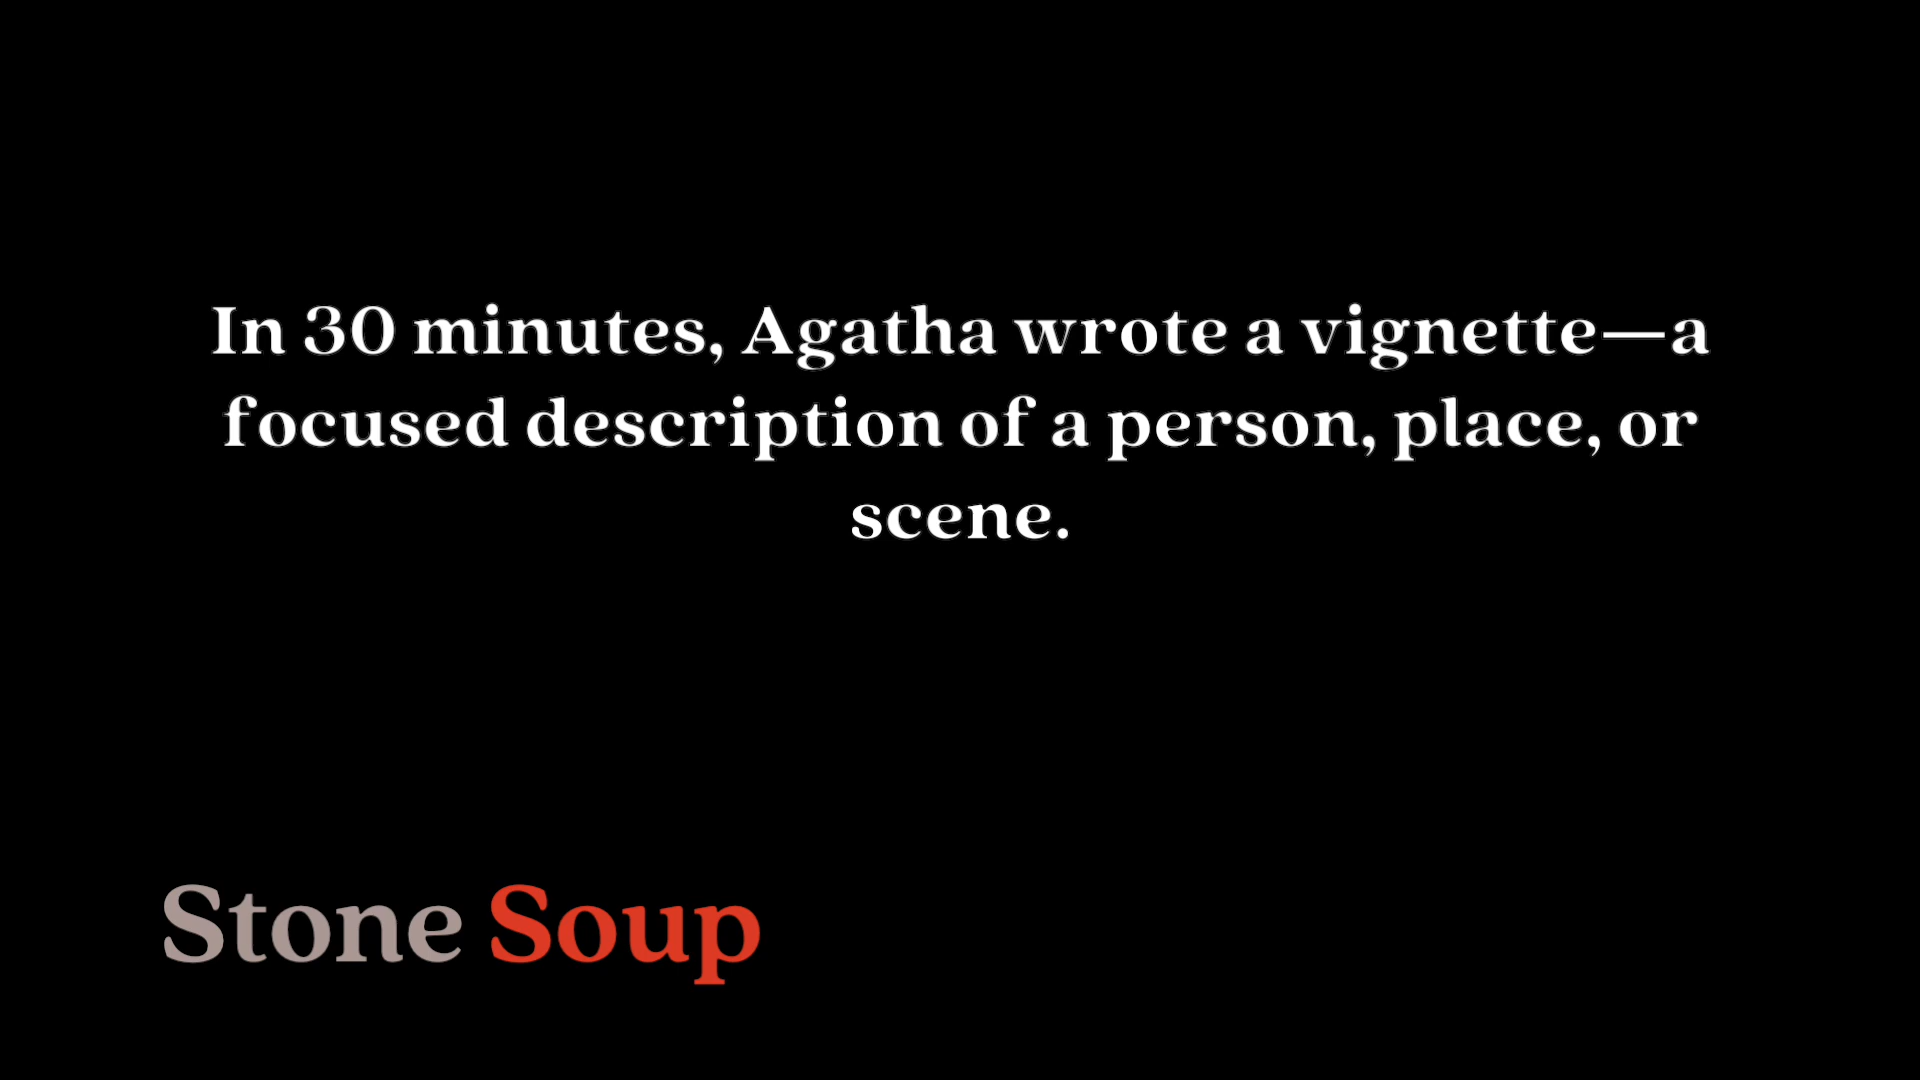 In 30 minutes, Agatha wrote a vignette—a
focused description of a person, place, or
scene.
Stone Soup